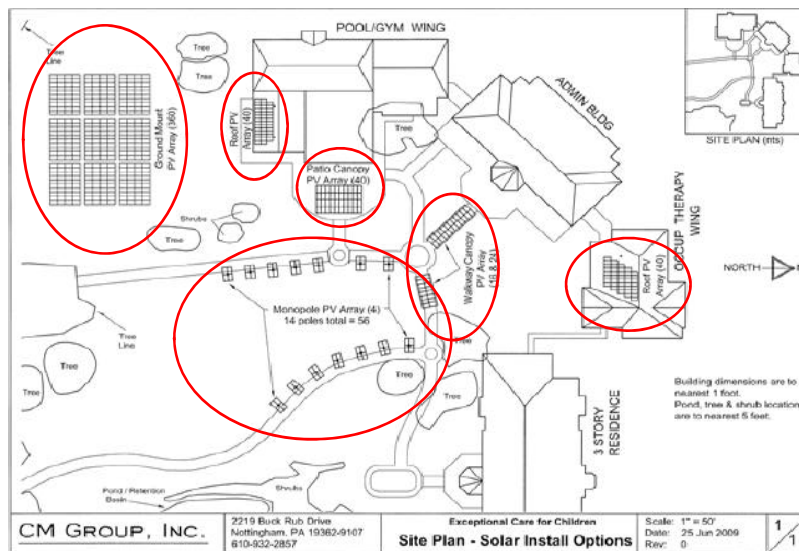 POOL/GYM WING
Tree
Line
Tree
Tree
Ground Mount
PV Array (360)
Roof PV
Array (40)
Patio Canopy
PV Array (40)
Tree
ADMIN BLDG
SITE PLAN (nts)
Shrubs
Tree
Walkway Canopy
PV Array
(16 & 24)
OCCUP THERAPY
WING
Roof PV
Array (40)
NORTH
Monopole PV Array (4)
14 poles total = 56
Tree
Line
Tree
Tree
Tree
Tree
3 STORY
RESIDENCE
Building dimensions are to
nearest 1 foot.
Pond, tree & shrub location
are to nearest 5 feet.
Pond / Retention
Basin
Shrubs
CM GROUP, INC.
2219 Buck Rub Drive
Nottingham, PA 19362-9107
610-932-2857
Exceptional Care for Children
Site Plan - Solar Install Options
Scale: 1" = 50'
Date: 25 Jun 2009
Rev: 0
1
1